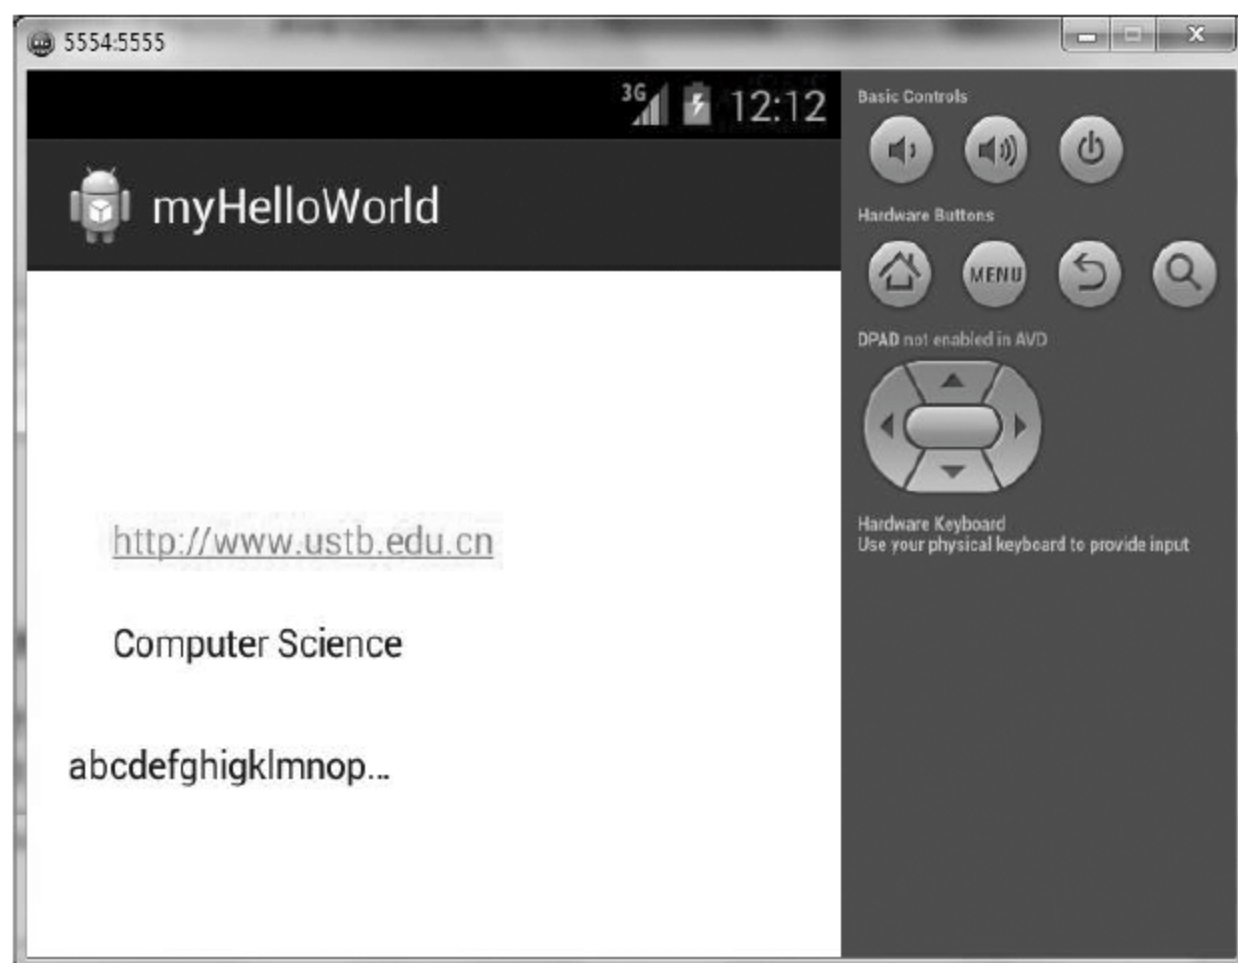 5554:5555
3G 12:12
myHelloWorld
http://www.ustb.edu.cn
Computer Science
abcdefghigklmnop...
Basic Controls
Hardware Buttons
MENU
DPAD not enabled in AVD
Hardware Keyboard
Use your physical keyboard to provide input